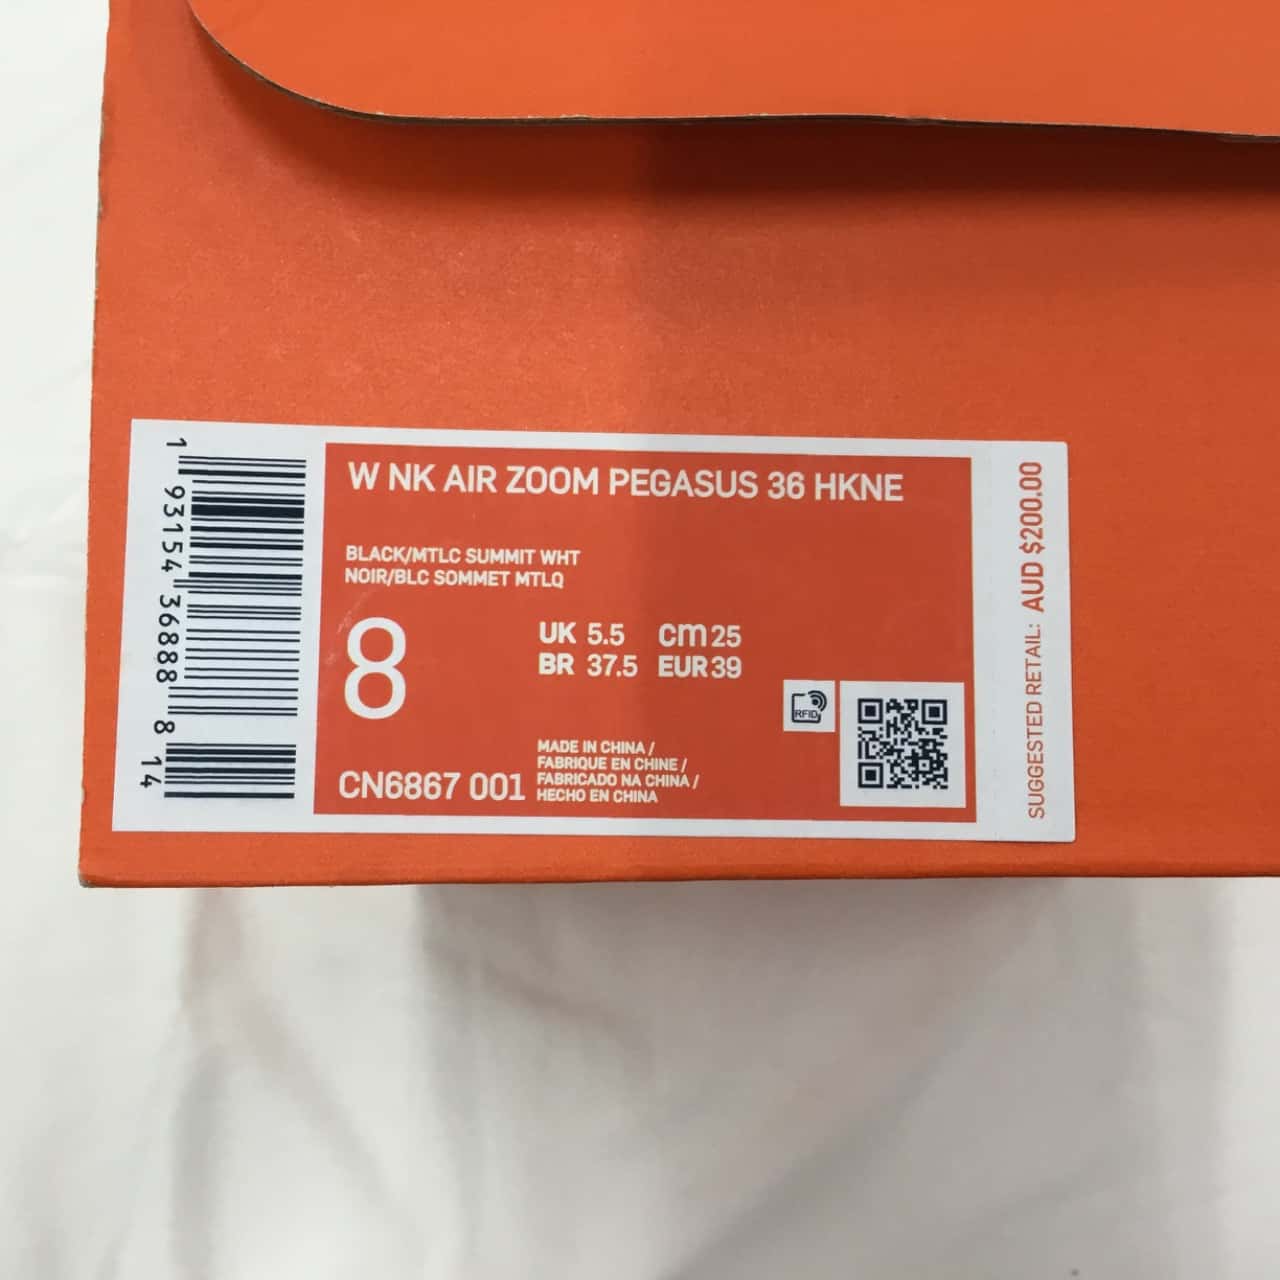 W NK AIR ZOOM PEGASUS 36 HKNE
BLACK/MTLC SUMMIT WHT
NOIR/BLC SOMMET MTLQ
8
UK 5.5 cm 25
BR 37.5 EUR 39
RFID
MADE IN CHINA /
FABRIQUE EN CHINE /
FABRICADO NA CHINA /
HECHO EN CHINA
CN6867 001
1 93154 36888 8 14
SUGGESTED RETAIL: AUD $200.00